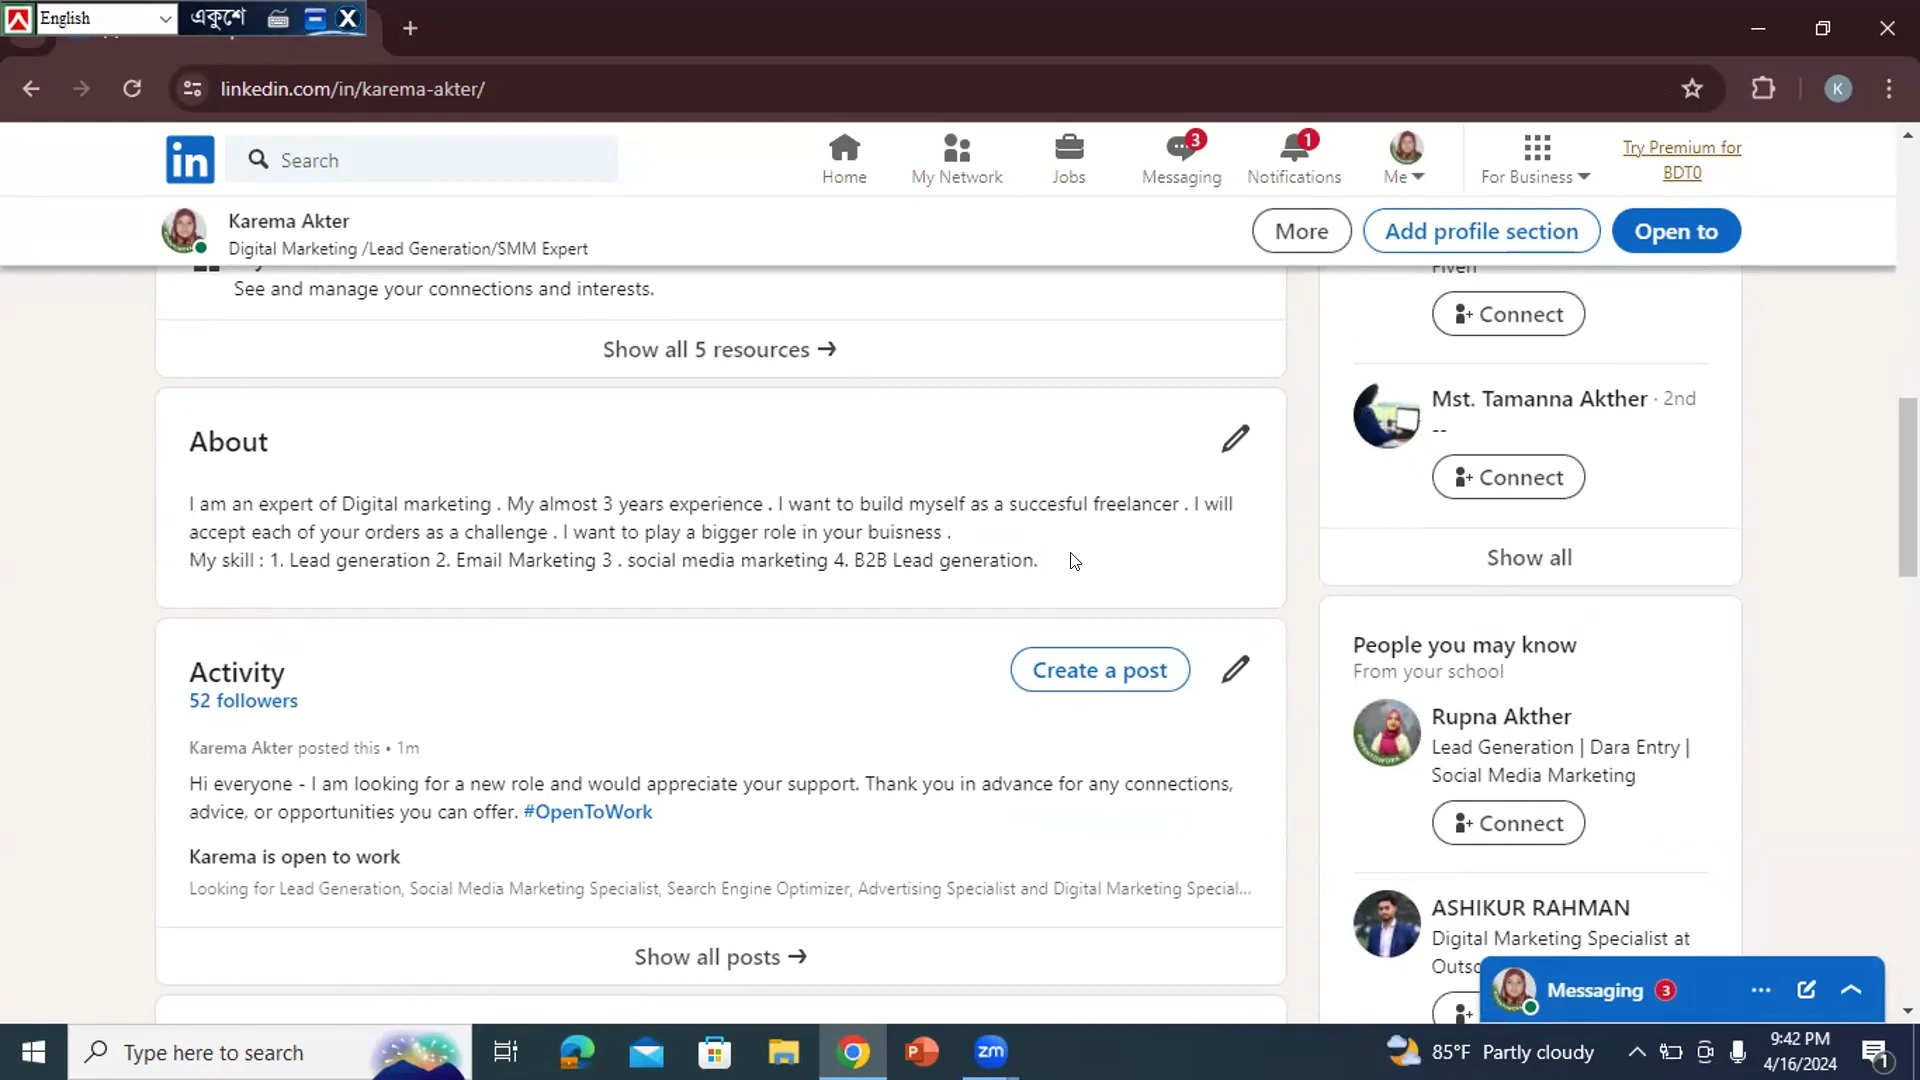 English
একুশে
linkedin.com/in/karema-akter/
K
in
Search
Home
My Network
Jobs
3
Messaging
1
Notifications
Me
For Business
Try Premium for
BDT0
Karema Akter
Digital Marketing /Lead Generation/SMM Expert
More
Add profile section
Open to
See and manage your connections and interests.
Show all 5 resources
About
I am an expert of Digital marketing . My almost 3 years experience . I want to build myself as a succesful freelancer . I will
accept each of your orders as a challenge . I want to play a bigger role in your buisness .
My skill : 1. Lead generation 2. Email Marketing 3 . social media marketing 4. B2B Lead generation.
Activity
52 followers
Create a post
Karema Akter posted this • 1m
Hi everyone - I am looking for a new role and would appreciate your support. Thank you in advance for any connections,
advice, or opportunities you can offer. #OpenToWork
Karema is open to work
Looking for Lead Generation, Social Media Marketing Specialist, Search Engine Optimizer, Advertising Specialist and Digital Marketing Special...
Show all posts
Connect
Mst. Tamanna Akther · 2nd
--
Connect
Show all
People you may know
From your school
Rupna Akther
Lead Generation | Dara Entry |
Social Media Marketing
Connect
ASHIKUR RAHMAN
Digital Marketing Specialist at
Messaging 3
Type here to search
P
zm
85°F Partly cloudy
9:42 PM
4/16/2024
1